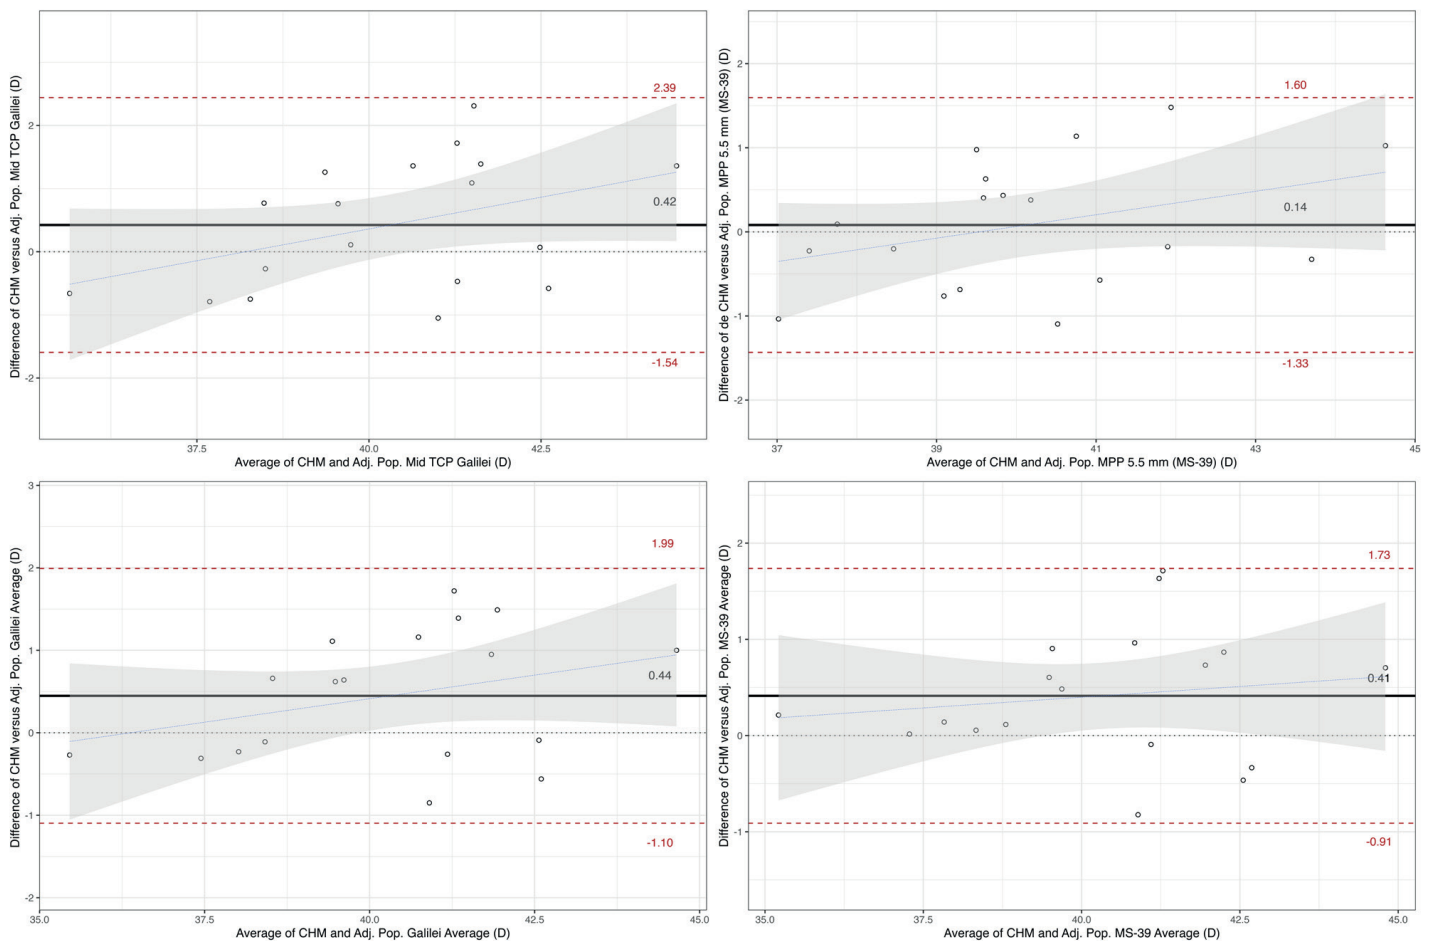 Difference of CHM versus Adj. Pop. Mid TCP Galilei (D)
2
0
-2
2.39
0.42
-1.54
37.5 40.0 42.5
Average of CHM and Adj. Pop. Mid TCP Galilei (D)
Difference of de CHM versus Adj. Pop. MPP 5.5 mm (MS-39) (D)
2
1
0
-1
-2
1.60
0.14
-1.33
37 39 41 43 45
Average of CHM and Adj. Pop. MPP 5.5 mm (MS-39) (D)
Difference of CHM versus Adj. Pop. Galilei Average (D)
3
2
1
0
-1
-2
1.99
0.44
-1.10
35.0 37.5 40.0 42.5 45.0
Average of CHM and Adj. Pop. Galilei Average (D)
Difference of CHM versus Adj. Pop. MS-39 Average (D)
2
1
0
-1
1.73
0.41
-0.91
35.0 37.5 40.0 42.5 45.0
Average of CHM and Adj. Pop. MS-39 Average (D)